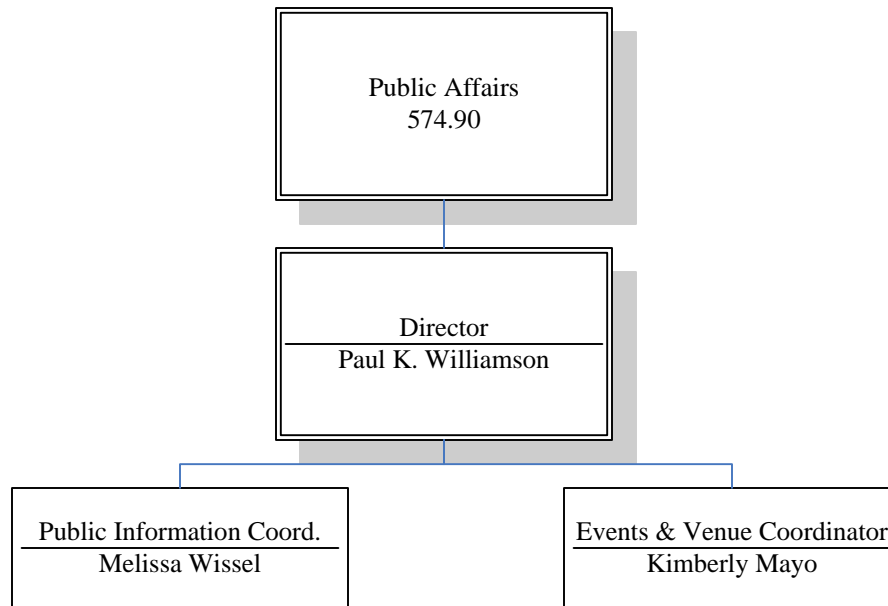 Public Affairs
574.90
Director
Paul K. Williamson
Public Information Coord.
Melissa Wissel
Events & Venue Coordinator
Kimberly Mayo